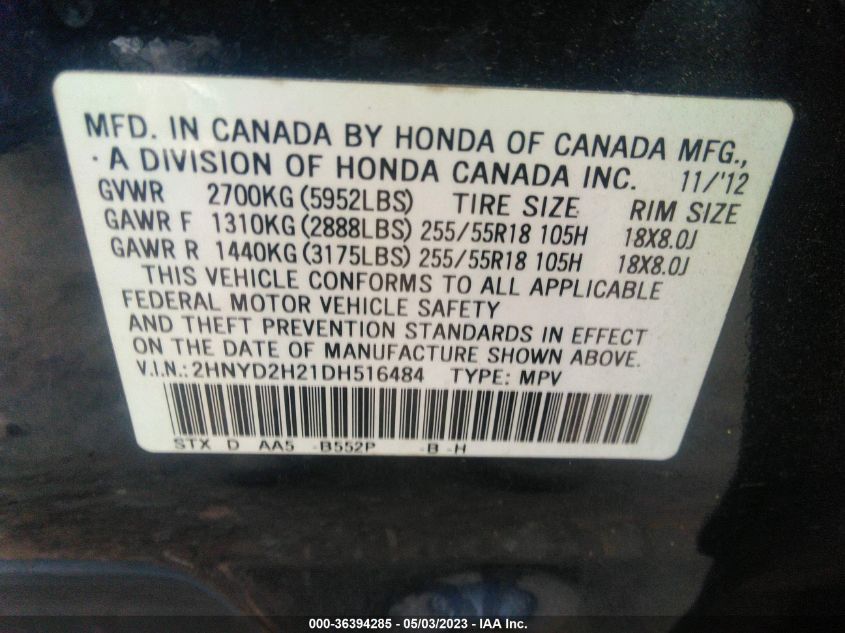 MFD. IN CANADA BY HONDA OF CANADA MFG.,
· A DIVISION OF HONDA CANADA INC. 11/'12
GVWR 2700KG (5952LBS) TIRE SIZE RIM SIZE
GAWR F 1310KG (2888LBS) 255/55R18 105H 18X8.0J
GAWR R 1440KG (3175LBS) 255/55R18 105H 18X8.0J
THIS VEHICLE CONFORMS TO ALL APPLICABLE
FEDERAL MOTOR VEHICLE SAFETY
AND THEFT PREVENTION STANDARDS IN EFFECT
ON THE DATE OF MANUFACTURE SHOWN ABOVE.
V.I.N.: 2HNYD2H21DH516484 TYPE: MPV
STX D AA5 -B552P -B -H
000-36394285 - 05/03/2023 - IAA Inc.